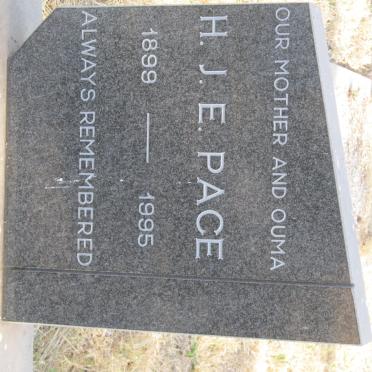 OUR MOTHER AND OUMA
H. J. E. PACE
1899 — 1995
ALWAYS REMEMBERED